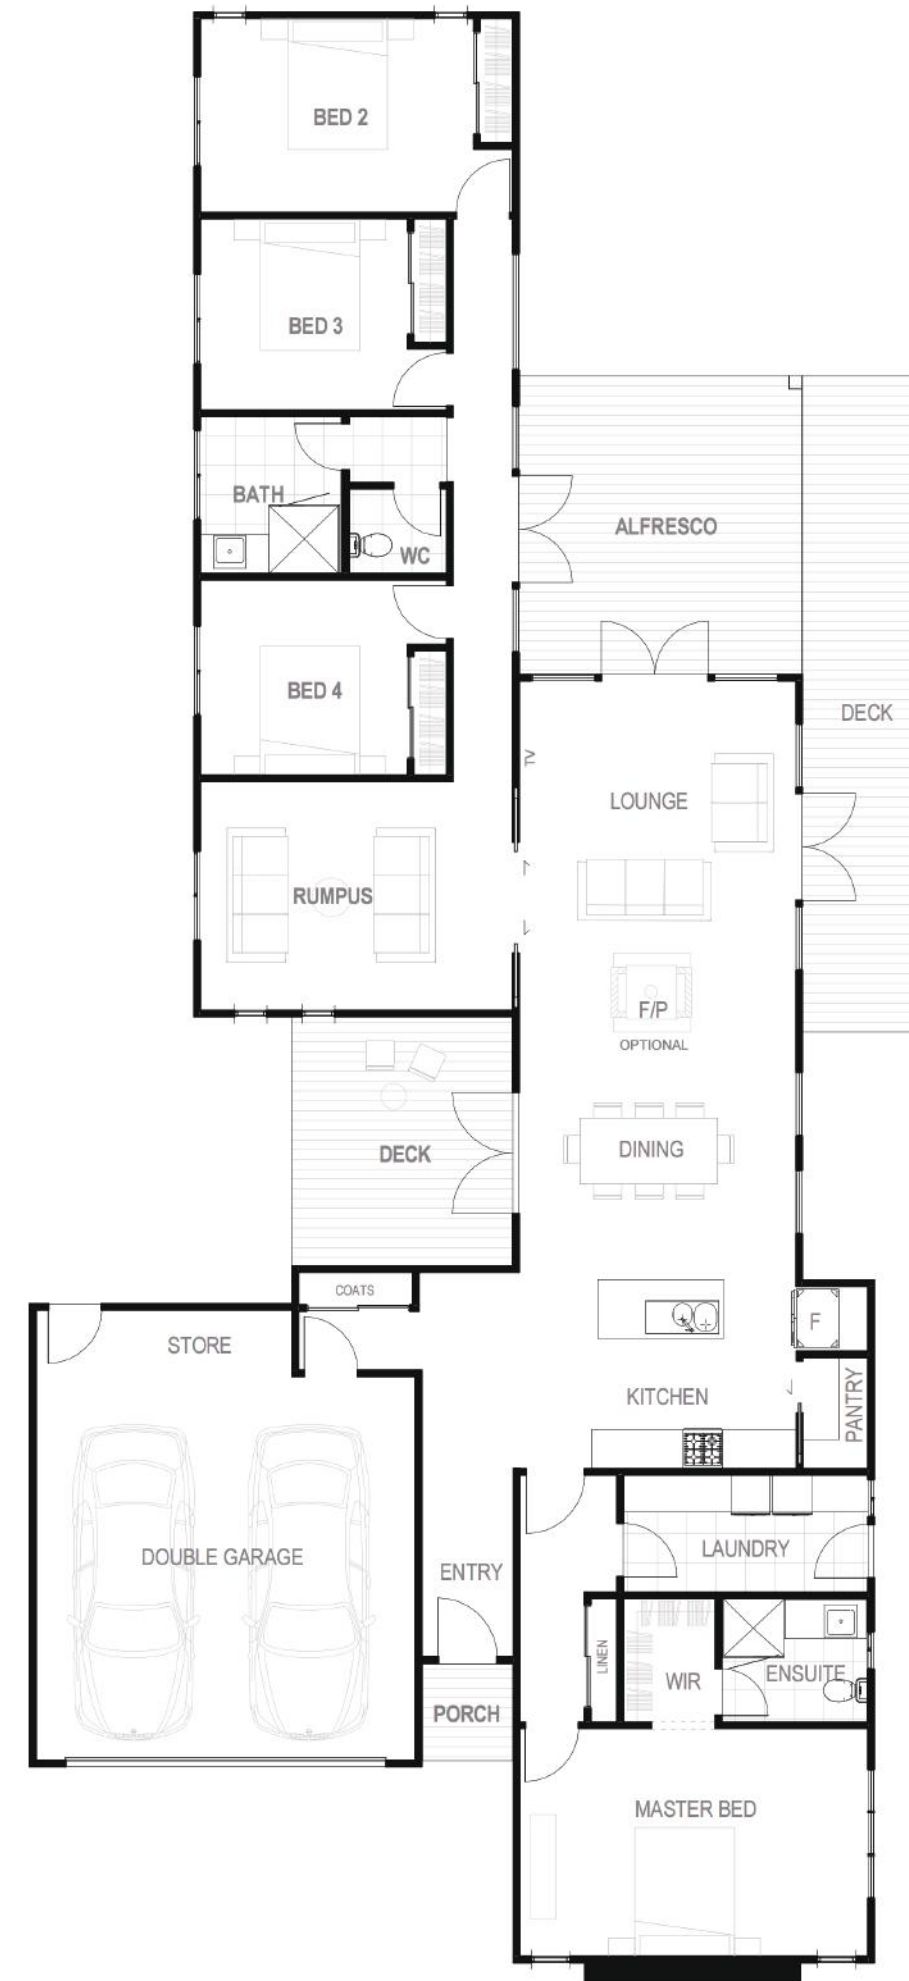 BED 2
BED 3
BATH
WC
ALFRESCO
BED 4
DECK
TV
LOUNGE
RUMPUS
F/P
OPTIONAL
DECK
DINING
COATS
STORE
F
KITCHEN
PANTRY
DOUBLE GARAGE
ENTRY
LAUNDRY
LINEN
WIR
ENSUITE
PORCH
MASTER BED